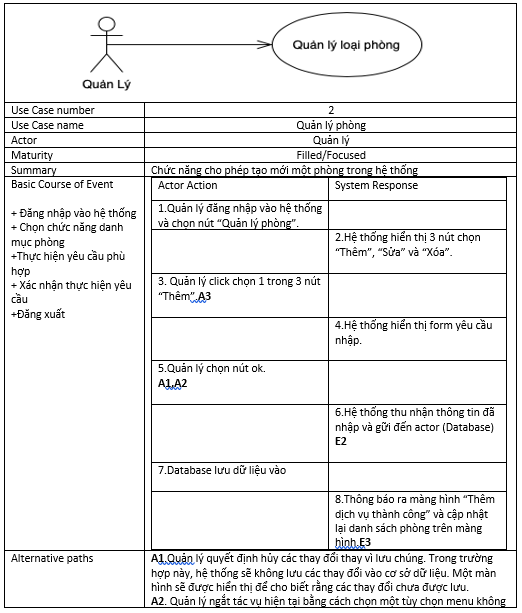 Quản Lý
Quản lý loại phòng
Use Case number 2
Use Case name Quản lý phòng
Actor Quản lý
Maturity Filled/Focused
Summary Chức năng cho phép tạo mới một phòng trong hệ thống
Basic Course of Event
+ Đăng nhập vào hệ thống
+ Chọn chức năng danh
mục phòng
+Thực hiện yêu cầu phù
hợp
+ Xác nhận thực hiện yêu
cầu
+Đăng xuất
Actor Action System Response
1.Quản lý đăng nhập vào hệ thống
và chọn nút “Quản lý phòng”.
2.Hệ thống hiển thị 3 nút chọn
“Thêm”, “Sửa” và “Xóa”.
3. Quản lý click chọn 1 trong 3 nút
“Thêm”.A3
4.Hệ thống hiển thị form yêu cầu
nhập.
5.Quản lý chọn nút ok.
A1,A2
6.Hệ thống thu nhận thông tin đã
nhập và gữi đến actor (Database)
E2
7.Database lưu dữ liệu vào
8.Thông báo ra màng hình “Thêm
dịch vụ thành công” và cập nhật
lại danh sách phòng trên màng
hình.E3
Alternative paths
A1.Quản lý quyết định hủy các thay đổi thay vì lưu chúng. Trong trường
hợp này, hệ thống sẽ không lưu các thay đổi vào cơ sở dữ liệu. Một màn
hình sẽ được hiển thị để cho biết rằng các thay đổi chưa được lưu.
A2. Quản lý ngắt tác vụ hiện tại bằng cách chọn một tùy chọn menu không